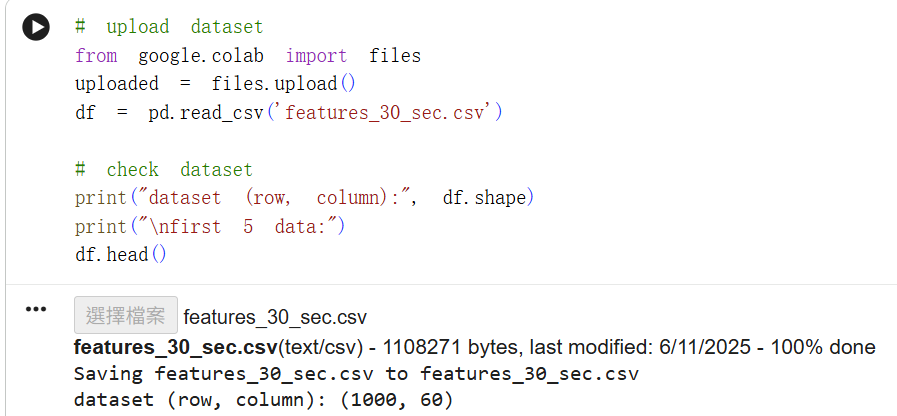 # upload dataset
from google.colab import files
uploaded = files.upload()
df = pd.read_csv('features_30_sec.csv')
# check dataset
print("dataset (row, column):", df.shape)
print("\nfirst 5 data:")
df.head()
選擇檔案 features_30_sec.csv
features_30_sec.csv(text/csv) - 1108271 bytes, last modified: 6/11/2025 - 100% done
Saving features_30_sec.csv to features_30_sec.csv
dataset (row, column): (1000, 60)